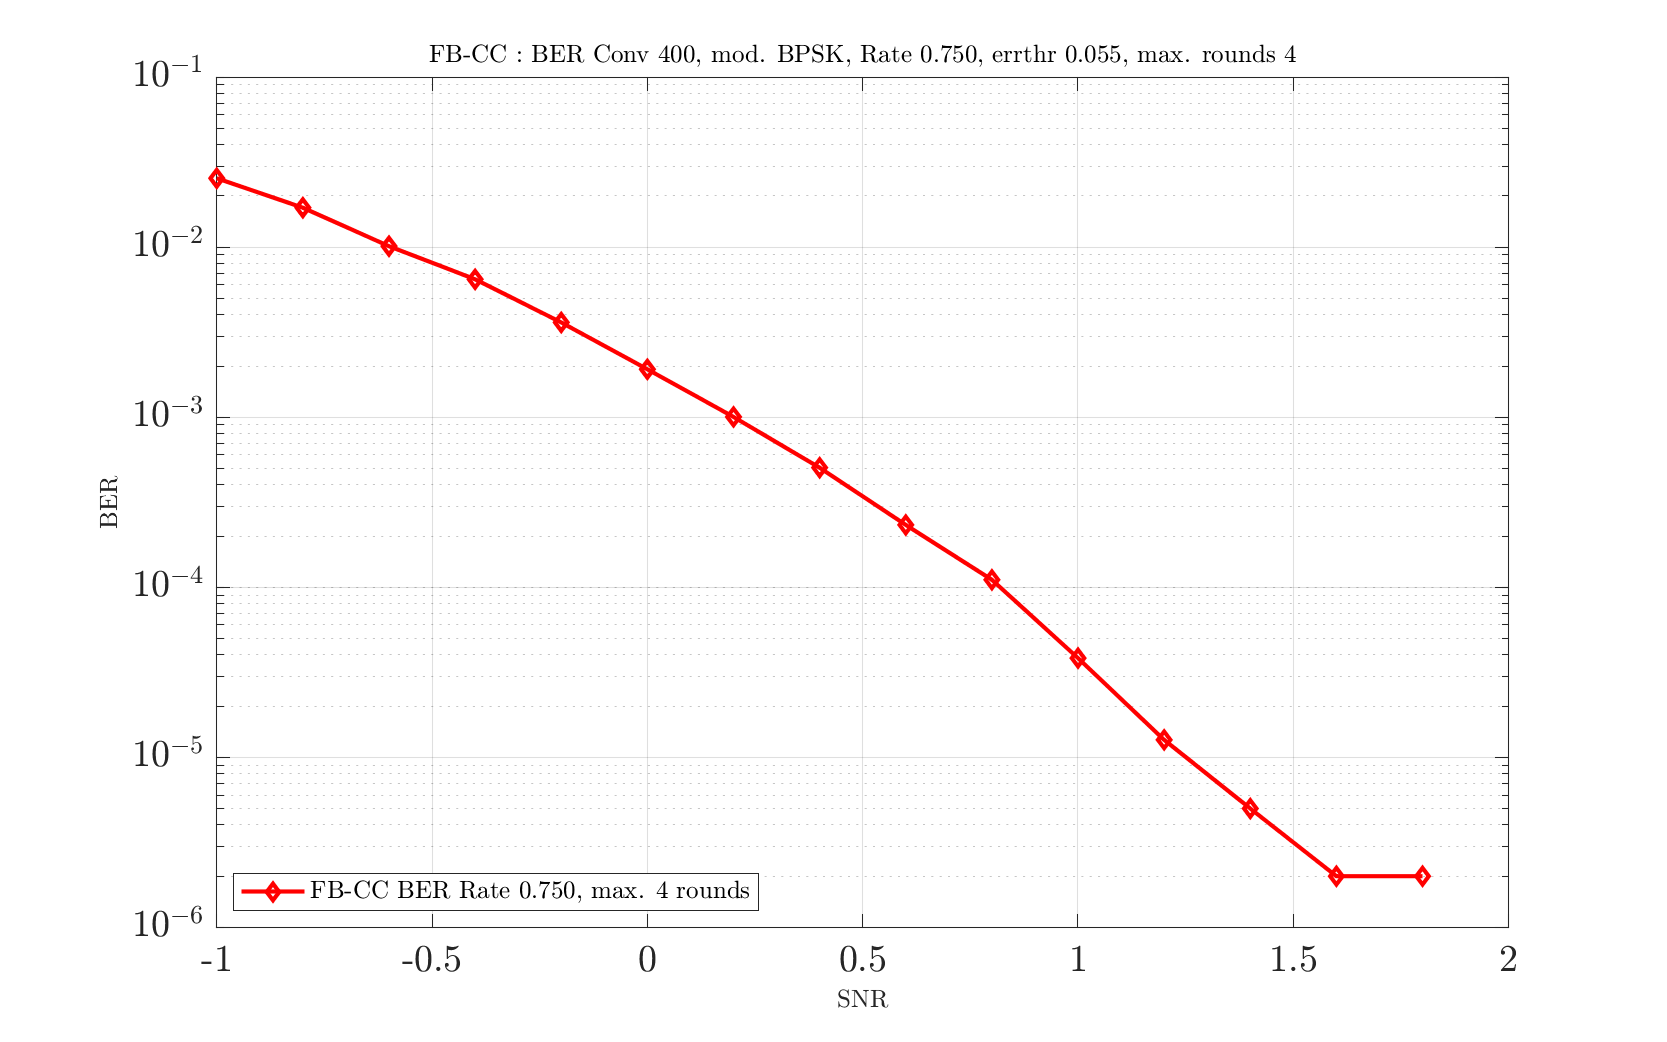 FB-CC : BER Conv 400, mod. BPSK, Rate 0.750, errthr 0.055, max. rounds 4
10^{-1}
10^{-2}
10^{-3}
10^{-4}
10^{-5}
10^{-6}
BER
FB-CC BER Rate 0.750, max. 4 rounds
-1 -0.5 0 0.5 1 1.5 2
SNR